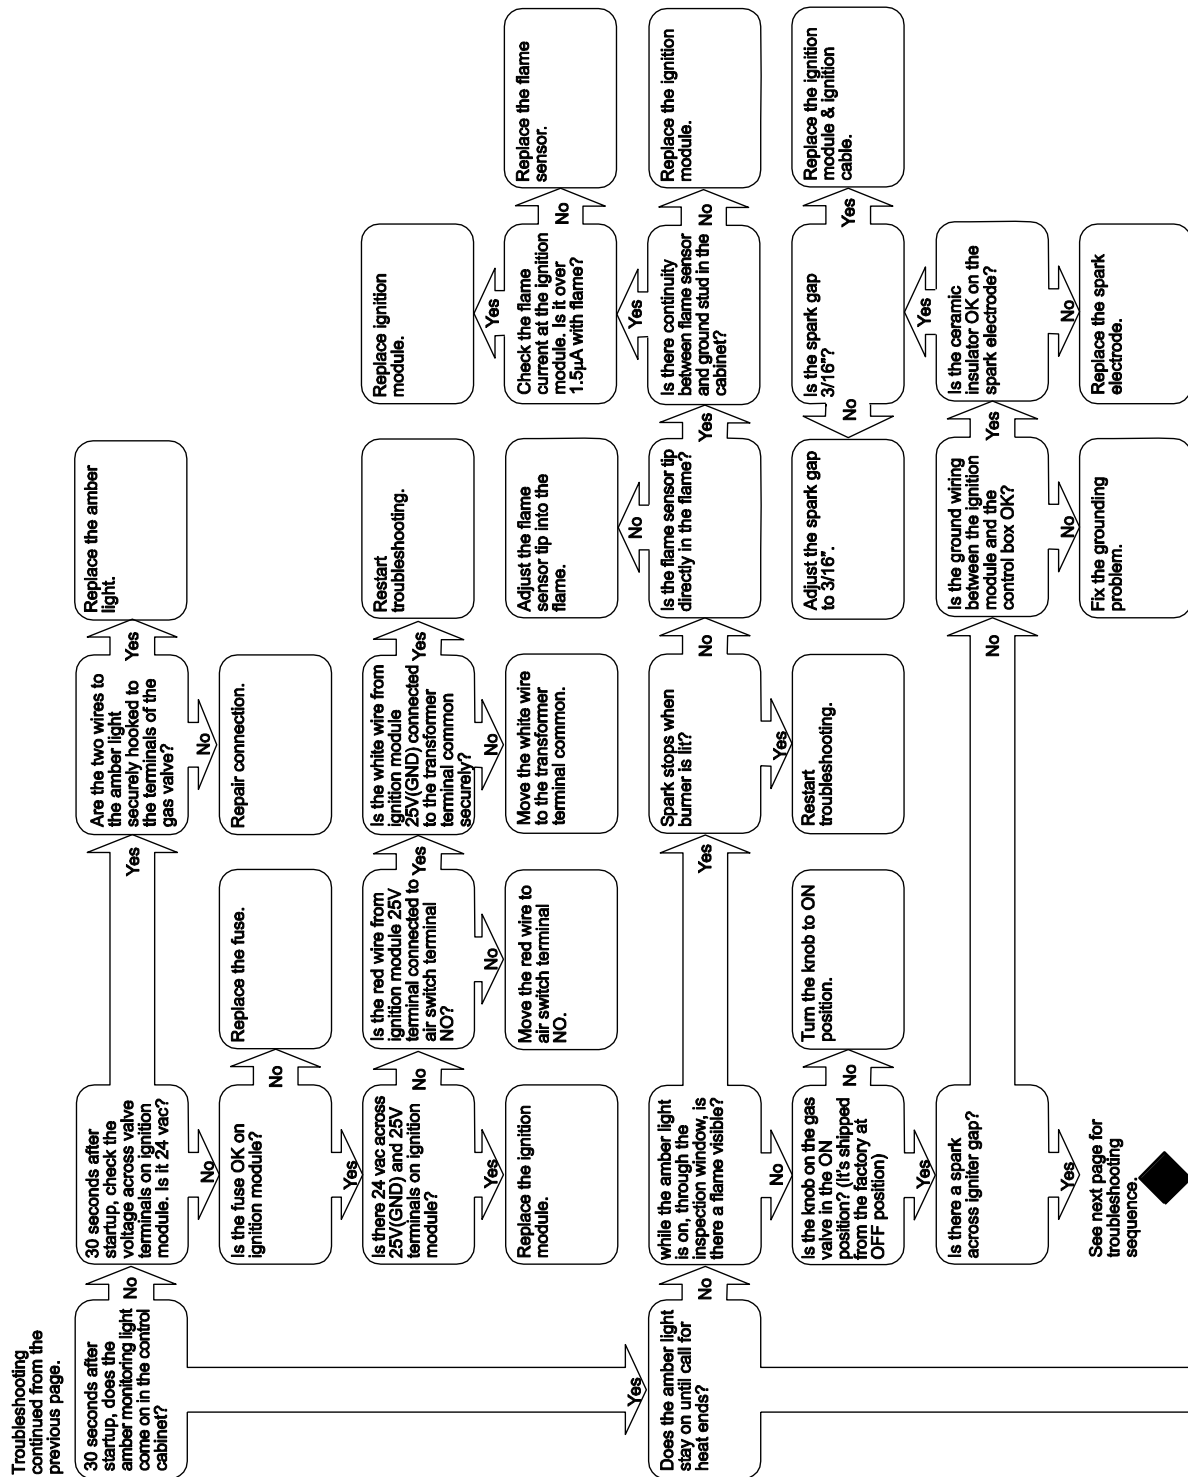 Troubleshooting
continued from the
previous page.
30 seconds after
startup, does the
amber monitoring light
come on in the control
cabinet?
No
30 seconds after
startup, check the
voltage across valve
terminals on ignition
module. Is it 24 vac?
Yes
Are the two wires to
the amber light
securely hooked to
the terminals of the
gas valve?
Yes
Replace the amber
light.
No
No
Is the fuse OK on
ignition module?
No
Replace the fuse.
Repair connection.
Yes
Is there 24 vac across
25V(GND) and 25V
terminals on ignition
module?
No
Is the red wire from
ignition module 25V
terminal connected to
air switch terminal
NO?
Yes
Is the white wire from
ignition module
25V(GND) connected
to the transformer
terminal common
securely?
Yes
Restart
troubleshooting.
Replace ignition
module.
Yes
No
No
Yes
Replace the ignition
module.
Move the red wire to
air switch terminal
NO.
Move the white wire
to the transformer
terminal common.
Adjust the flame
sensor tip into the
flame.
Check the flame
current at the ignition
module. Is it over
1.5µA with flame?
No
Replace the flame
sensor.
Yes
No
Yes
Does the amber light
stay on until call for
heat ends?
No
while the amber light
is on, through the
inspection window, is
there a flame visible?
Yes
Spark stops when
burner is lit?
No
Is the flame sensor tip
directly in the flame?
Yes
Is there continuity
between flame sensor
and ground stud in the
cabinet?
No
Replace the ignition
module.
No
Yes
Is the knob on the gas
valve in the ON
position? (It's shipped
from the factory at
OFF position)
No
Turn the knob to ON
position.
Restart
troubleshooting.
Adjust the spark gap
to 3/16".
No
Is the spark gap
3/16"?
Yes
Replace the ignition
module & ignition
cable.
Yes
Yes
Is there a spark
across igniter gap?
No
Is the ground wiring
between the ignition
module and the
control box OK?
Yes
Is the ceramic
insulator OK on the
spark electrode?
Yes
No
No
See next page for
troubleshooting
sequence.
Fix the grounding
problem.
Replace the spark
electrode.